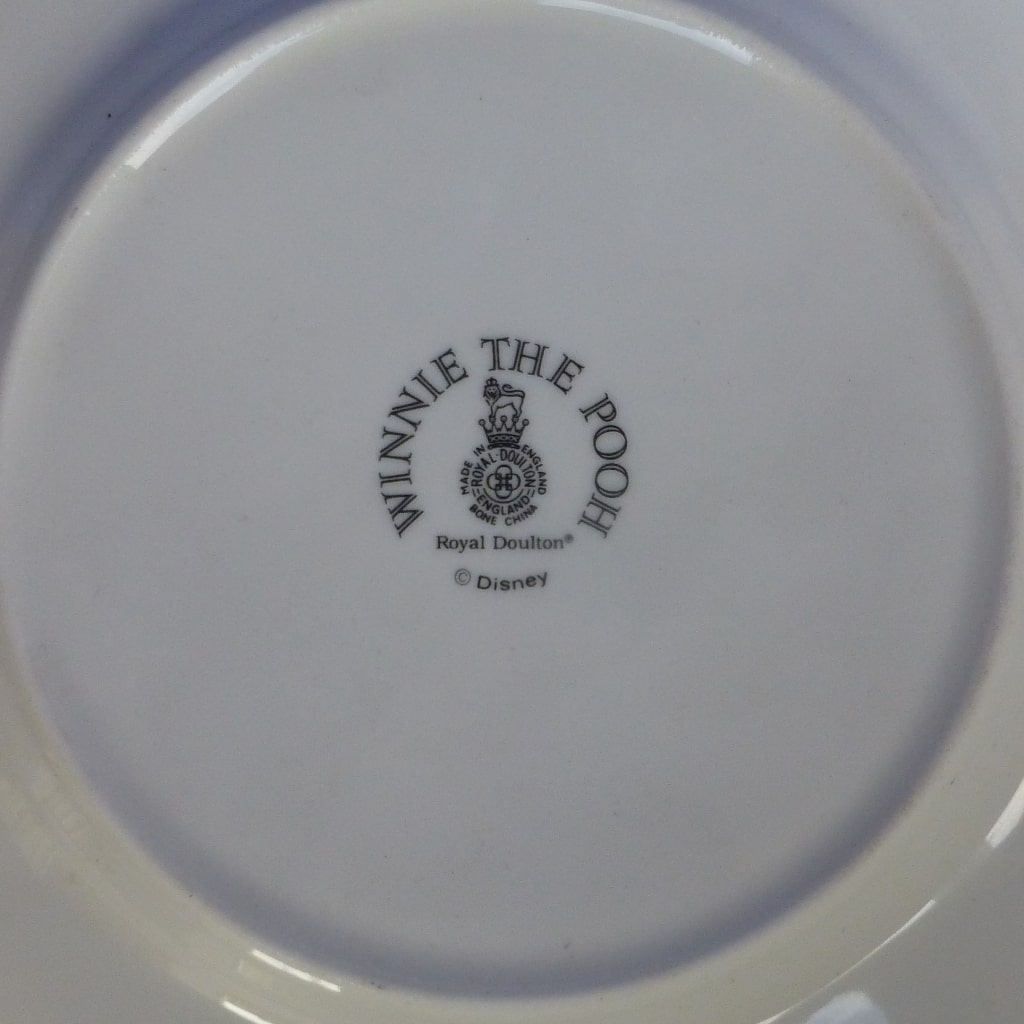 WINNIE THE POOH
MADE IN ENGLAND
ROYAL·DOULTON
ENGLAND
BONE CHINA
Royal Doulton®
© Disney